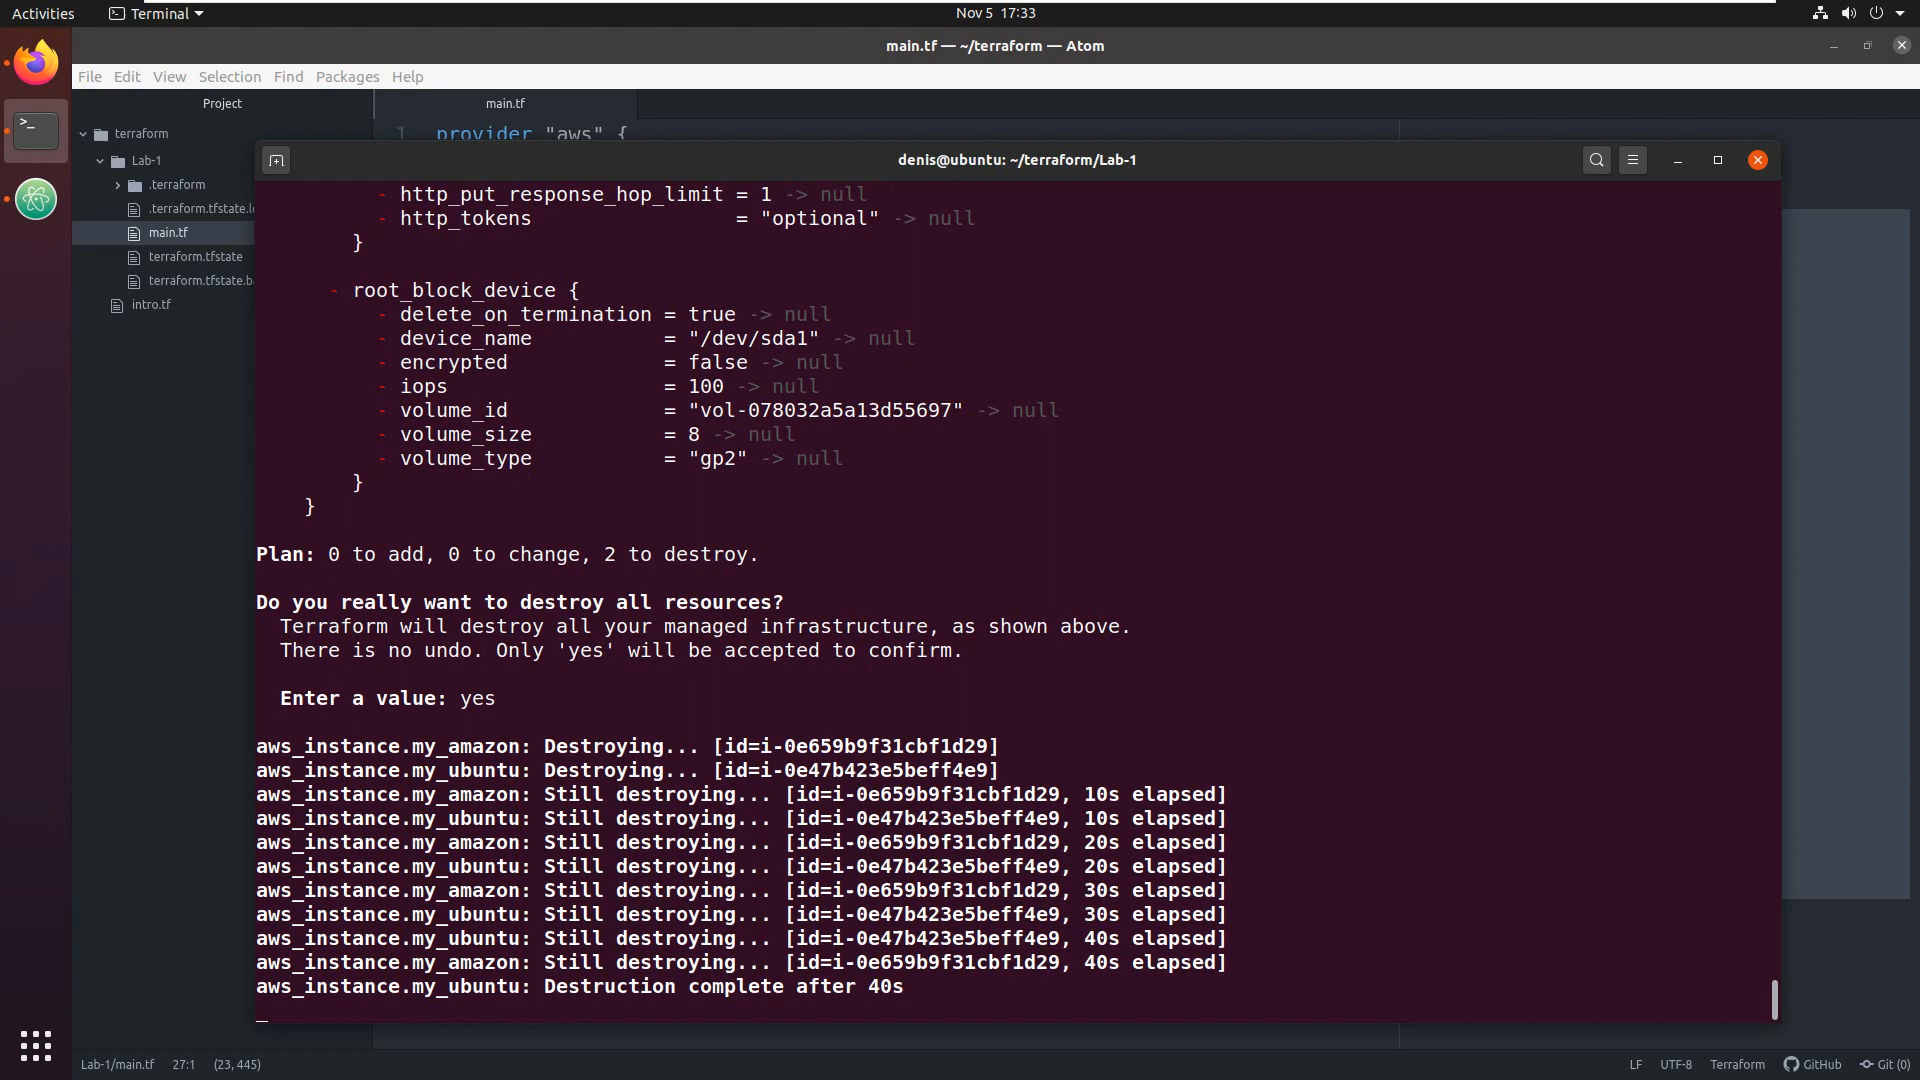 Activities
Terminal
Nov 5 17:33
main.tf — ~/terraform — Atom
File Edit View Selection Find Packages Help
Project
main.tf
terraform
Lab-1
.terraform
.terraform.tfstate.lo
main.tf
terraform.tfstate
terraform.tfstate.ba
intro.tf
1 provider "aws" {
denis@ubuntu: ~/terraform/Lab-1
- http_put_response_hop_limit = 1 -> null
- http_tokens = "optional" -> null
}
- root_block_device {
- delete_on_termination = true -> null
- device_name = "/dev/sda1" -> null
- encrypted = false -> null
- iops = 100 -> null
- volume_id = "vol-078032a5a13d55697" -> null
- volume_size = 8 -> null
- volume_type = "gp2" -> null
}
}
Plan: 0 to add, 0 to change, 2 to destroy.
Do you really want to destroy all resources?
Terraform will destroy all your managed infrastructure, as shown above.
There is no undo. Only 'yes' will be accepted to confirm.
Enter a value: yes
aws_instance.my_amazon: Destroying... [id=i-0e659b9f31cbf1d29]
aws_instance.my_ubuntu: Destroying... [id=i-0e47b423e5beff4e9]
aws_instance.my_amazon: Still destroying... [id=i-0e659b9f31cbf1d29, 10s elapsed]
aws_instance.my_ubuntu: Still destroying... [id=i-0e47b423e5beff4e9, 10s elapsed]
aws_instance.my_amazon: Still destroying... [id=i-0e659b9f31cbf1d29, 20s elapsed]
aws_instance.my_ubuntu: Still destroying... [id=i-0e47b423e5beff4e9, 20s elapsed]
aws_instance.my_amazon: Still destroying... [id=i-0e659b9f31cbf1d29, 30s elapsed]
aws_instance.my_ubuntu: Still destroying... [id=i-0e47b423e5beff4e9, 30s elapsed]
aws_instance.my_ubuntu: Still destroying... [id=i-0e47b423e5beff4e9, 40s elapsed]
aws_instance.my_amazon: Still destroying... [id=i-0e659b9f31cbf1d29, 40s elapsed]
aws_instance.my_ubuntu: Destruction complete after 40s
Lab-1/main.tf 27:1 (23, 445)
LF UTF-8 Terraform GitHub Git (0)